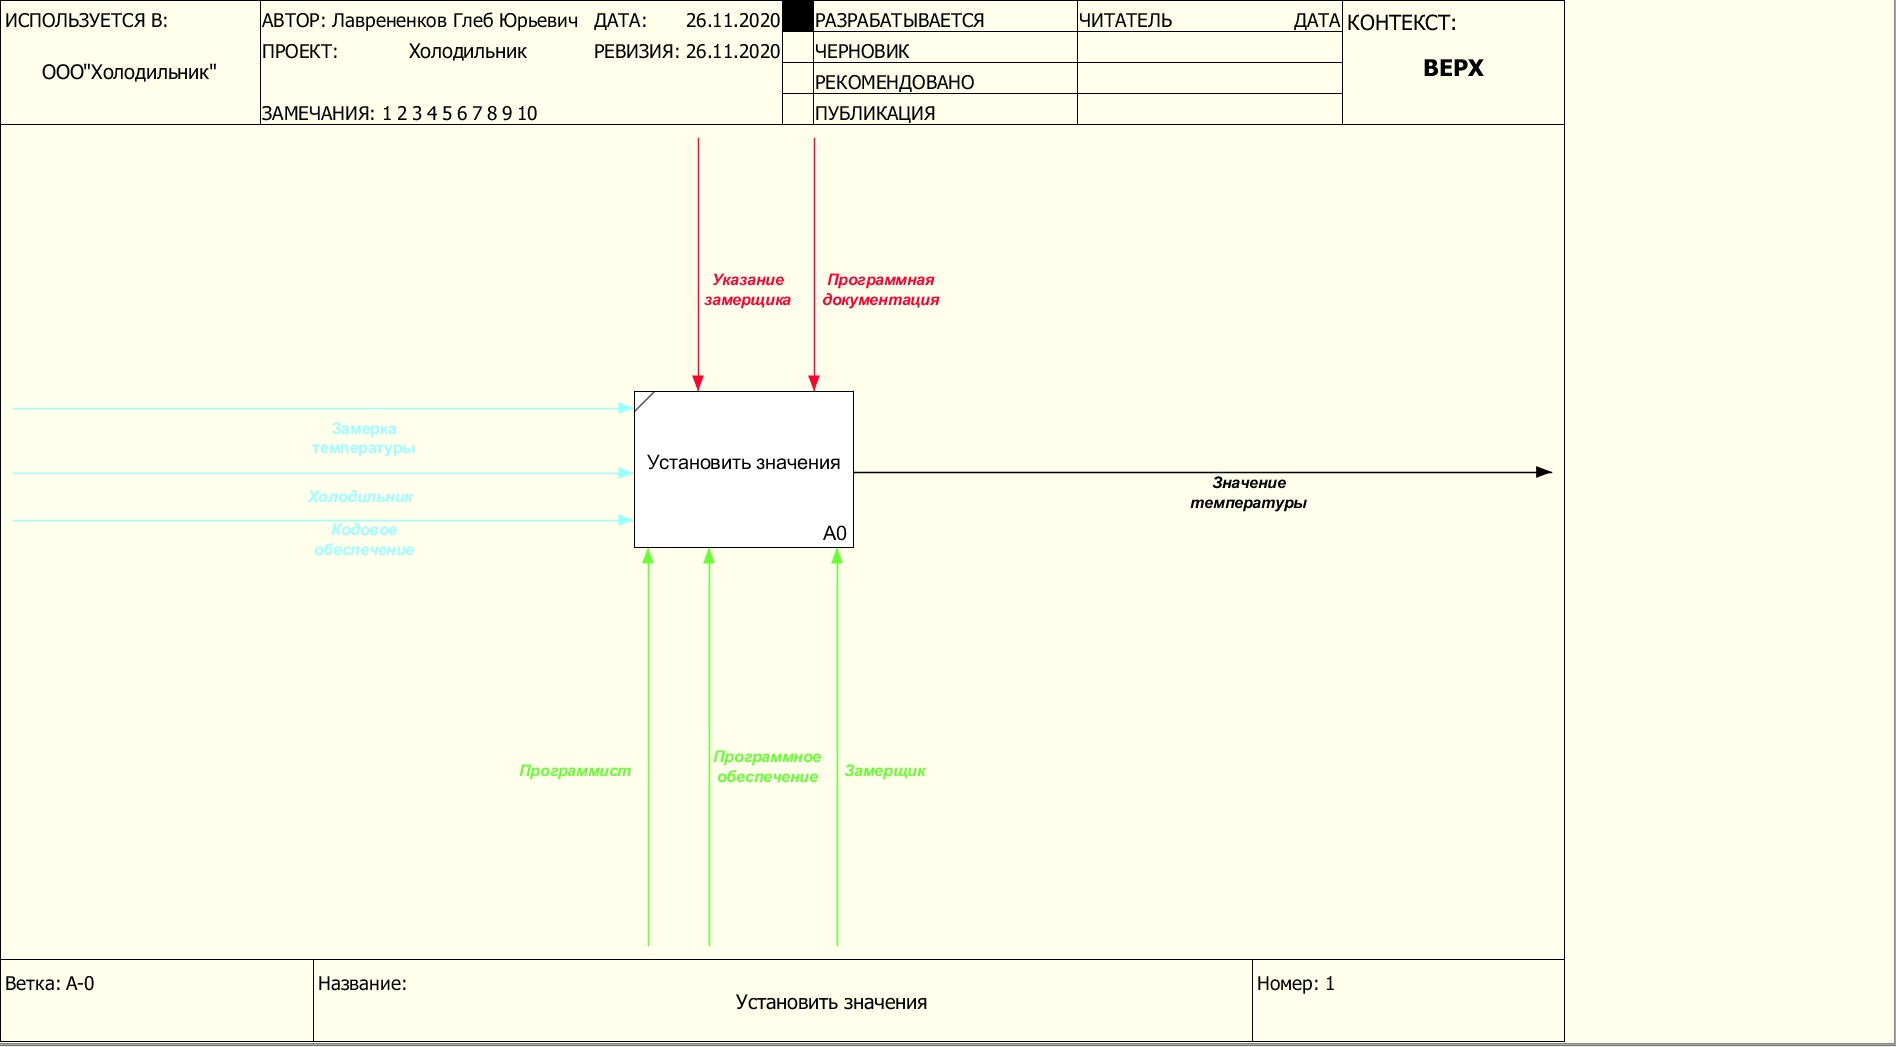 ИСПОЛЬЗУЕТСЯ В:
ООО"Холодильник"
АВТОР: Лаврененков Глеб Юрьевич ДАТА: 26.11.2020
ПРОЕКТ: Холодильник РЕВИЗИЯ: 26.11.2020
ЗАМЕЧАНИЯ: 1 2 3 4 5 6 7 8 9 10
РАЗРАБАТЫВАЕТСЯ
ЧЕРНОВИК
РЕКОМЕНДОВАНО
ПУБЛИКАЦИЯ
ЧИТАТЕЛЬ ДАТА
КОНТЕКСТ:
ВЕРХ
Указание
замерщика
Программная
документация
Замерка
температуры
Холодильник
Кодовое
обеспечение
Установить значения
A0
Значение
температуры
Программист
Программное
обеспечение
Замерщик
Ветка: A-0
Название:
Установить значения
Номер: 1